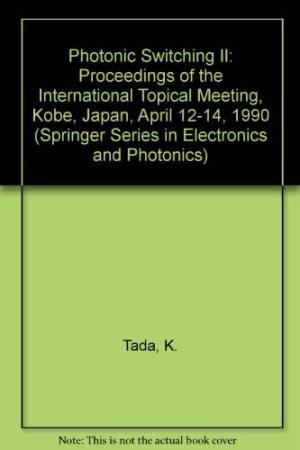 Photonic Switching II:
Proceedings of the
International Topical Meeting,
Kobe, Japan, April 12-14, 1990
(Springer Series in Electronics
and Photonics)
Tada, K.
Note: This is not the actual book cover